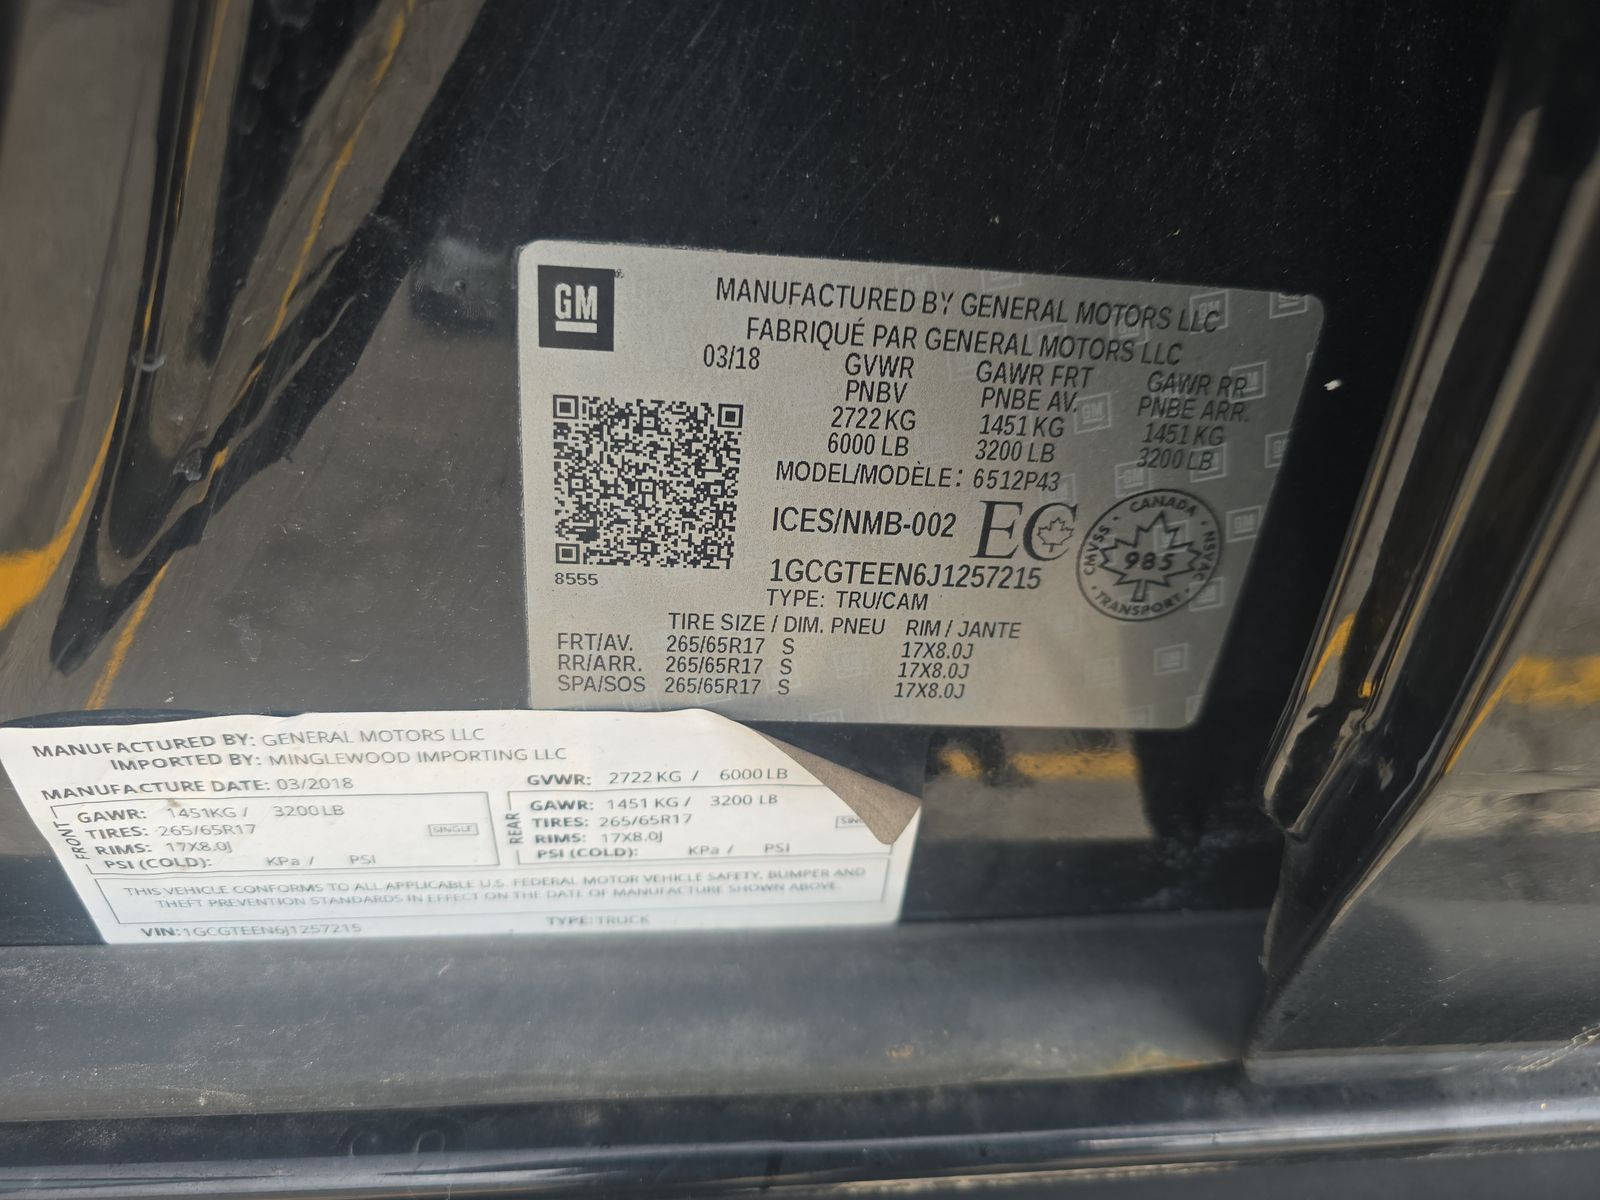 GM
MANUFACTURED BY GENERAL MOTORS LLC
FABRIQUÉ PAR GENERAL MOTORS LLC
03/18 GVWR GAWR FRT GAWR RR
PNBV PNBE AV. PNBE ARR.
2722 KG 1451 KG 1451 KG
6000 LB 3200 LB 3200 LB
MODEL/MODÈLE: 6512P43
ICES/NMB-002 EC
CANADA
CMVSS 985 NSVAC
TRANSPORT
8555
1GCGTEEN6J1257215
TYPE: TRU/CAM
TIRE SIZE / DIM. PNEU RIM / JANTE
FRT/AV. 265/65R17 S 17X8.0J
RR/ARR. 265/65R17 S 17X8.0J
SPA/SOS 265/65R17 S 17X8.0J
MANUFACTURED BY: GENERAL MOTORS LLC
IMPORTED BY: MINGLEWOOD IMPORTING LLC
MANUFACTURE DATE: 03/2018
GVWR: 2722 KG / 6000 LB
FRONT
GAWR: 1451KG / 3200 LB
TIRES: 265/65R17 SINGLE
RIMS: 17X8.0J
PSI (COLD): KPa / PSI
REAR
GAWR: 1451 KG / 3200 LB
TIRES: 265/65R17
RIMS: 17X8.0J
PSI (COLD): KPa / PSI
THIS VEHICLE CONFORMS TO ALL APPLICABLE U.S. FEDERAL MOTOR VEHICLE SAFETY, BUMPER AND
THEFT PREVENTION STANDARDS IN EFFECT ON THE DATE OF MANUFACTURE SHOWN ABOVE.
VIN:1GCGTEEN6J1257215 TYPE: TRUCK